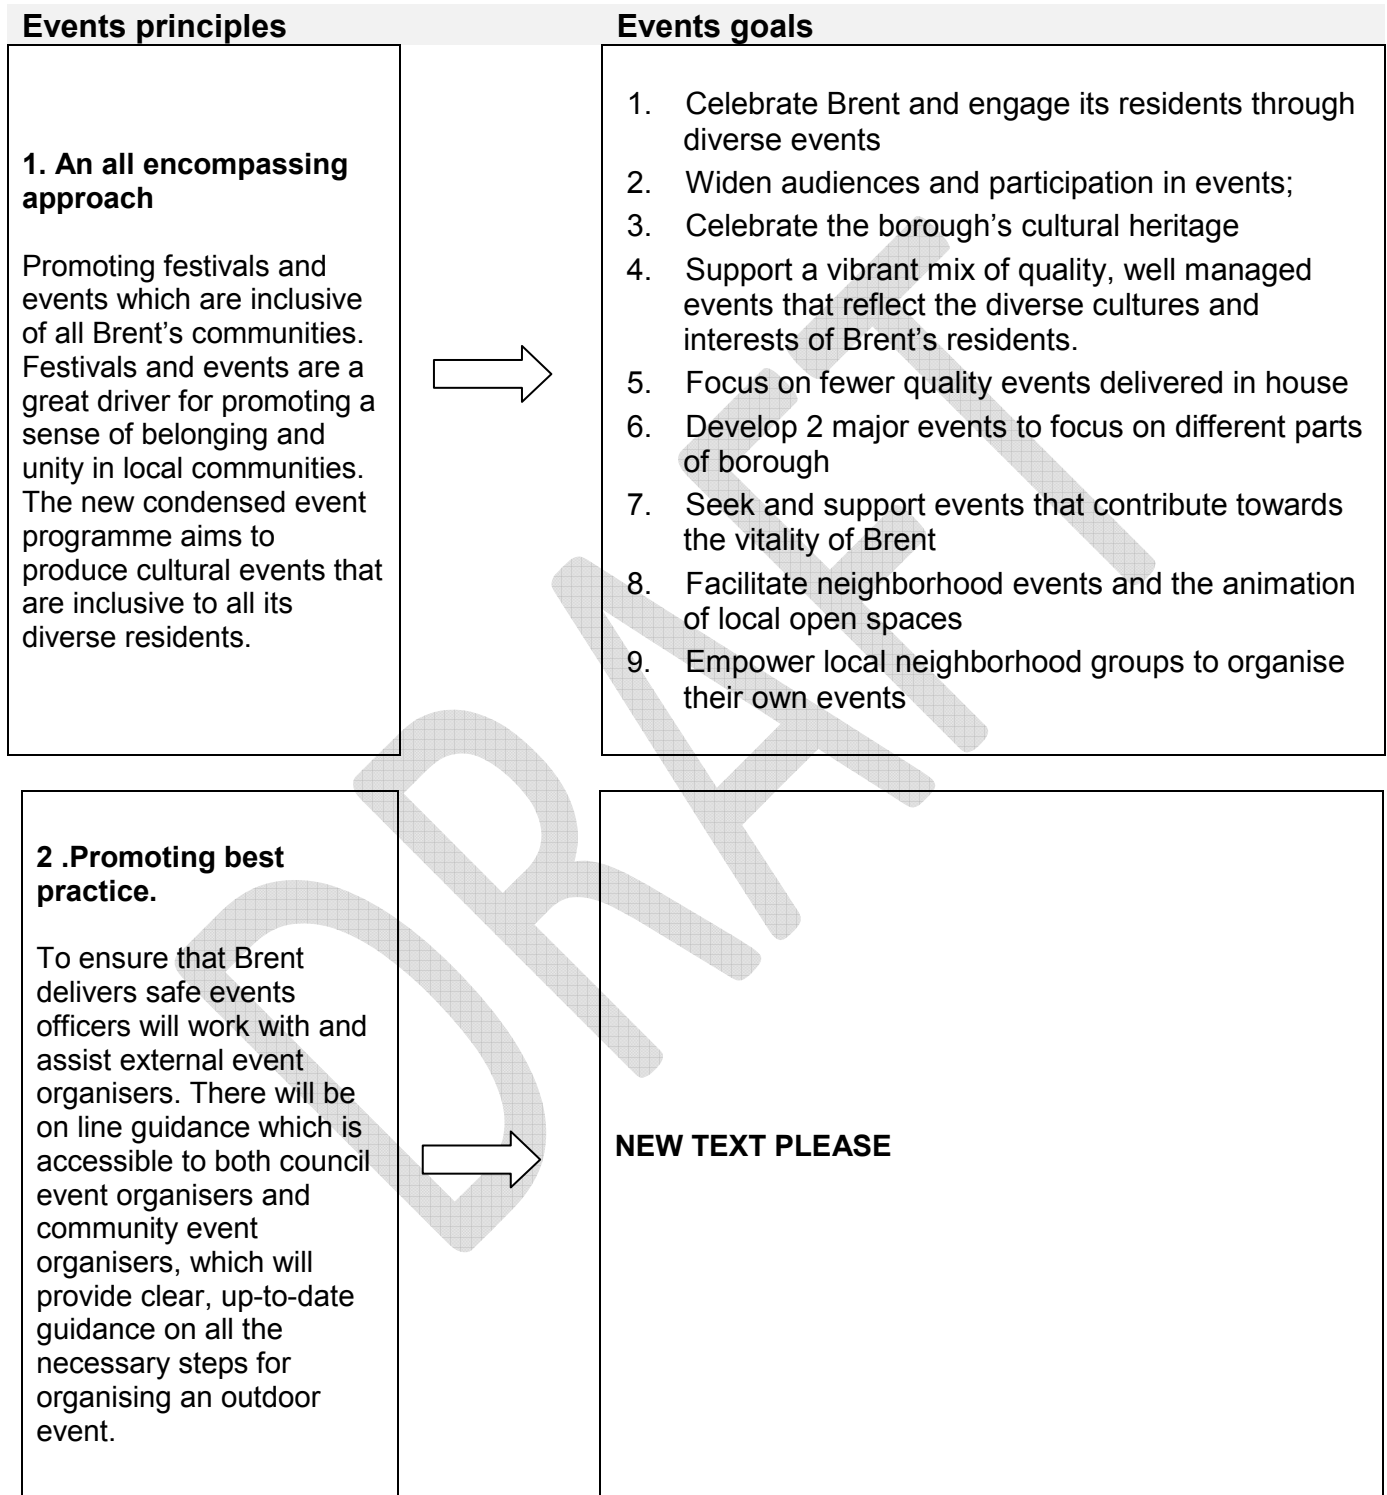 Events principles
Events goals
1. An all encompassing
approach
Promoting festivals and
events which are inclusive
of all Brent’s communities.
Festivals and events are a
great driver for promoting a
sense of belonging and
unity in local communities.
The new condensed event
programme aims to
produce cultural events that
are inclusive to all its
diverse residents.
1. Celebrate Brent and engage its residents through
diverse events
2. Widen audiences and participation in events;
3. Celebrate the borough’s cultural heritage
4. Support a vibrant mix of quality, well managed
events that reflect the diverse cultures and
interests of Brent’s residents.
5. Focus on fewer quality events delivered in house
6. Develop 2 major events to focus on different parts
of borough
7. Seek and support events that contribute towards
the vitality of Brent
8. Facilitate neighborhood events and the animation
of local open spaces
9. Empower local neighborhood groups to organise
their own events
2 .Promoting best
practice.
To ensure that Brent
delivers safe events
officers will work with and
assist external event
organisers. There will be
on line guidance which is
accessible to both council
event organisers and
community event
organisers, which will
provide clear, up-to-date
guidance on all the
necessary steps for
organising an outdoor
event.
NEW TEXT PLEASE
DRAFT